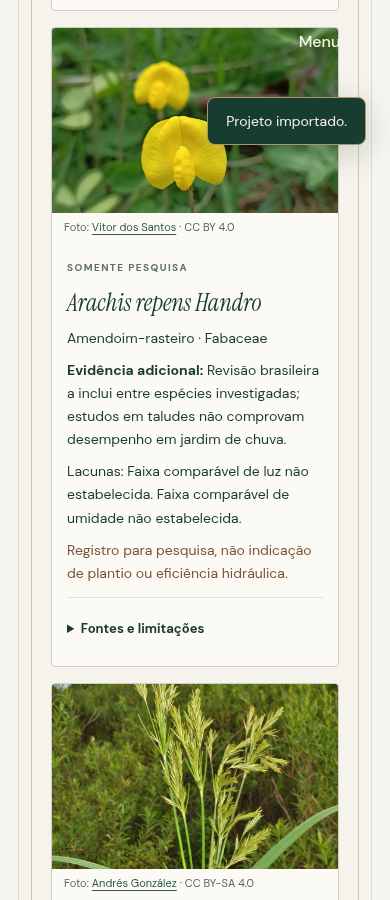 Menu
Projeto importado.
Foto: Vitor dos Santos · CC BY 4.0
SOMENTE PESQUISA
Arachis repens Handro
Amendoim-rasteiro · Fabaceae
Evidência adicional: Revisão brasileira
a inclui entre espécies investigadas;
estudos em taludes não comprovam
desempenho em jardim de chuva.
Lacunas: Faixa comparável de luz não
estabelecida. Faixa comparável de
umidade não estabelecida.
Registro para pesquisa, não indicação
de plantio ou eficiência hidráulica.
Fontes e limitações
Foto: Andrés González · CC BY-SA 4.0